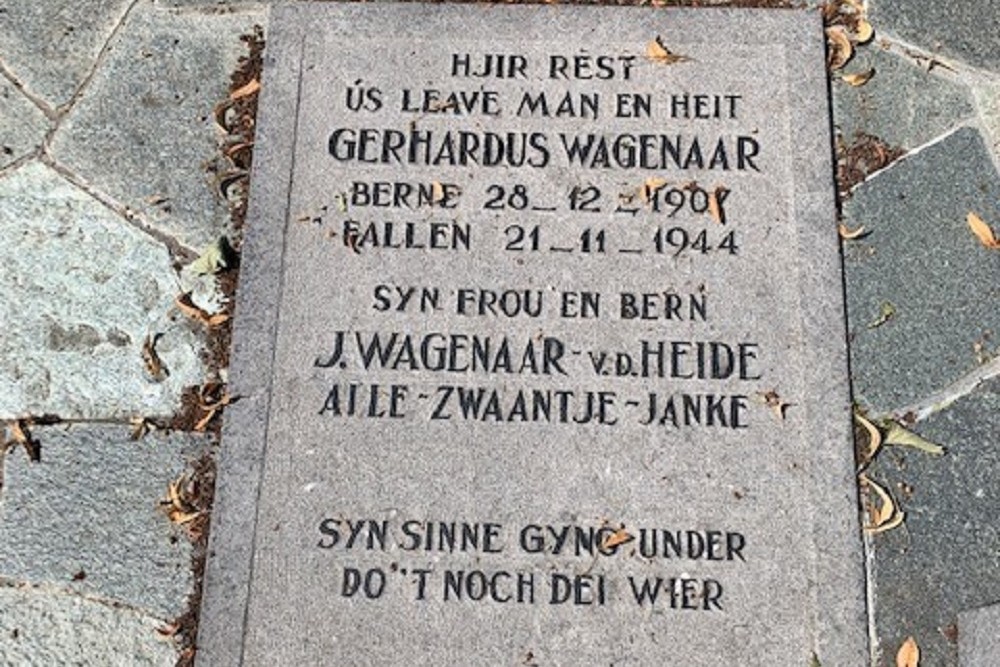 HJIR RÊST
ÚS LEAVE MAN EN HEIT
GERHARDUS WAGENAAR
BERNE 28-12-1907
FALLEN 21-11-1944
SYN FROU EN BERN
J. WAGENAAR-V.D. HEIDE
ALLE-ZWAANTJE-JANKE
SYN SINNE GYNG UNDER
DO 'T NOCH DEI WIER